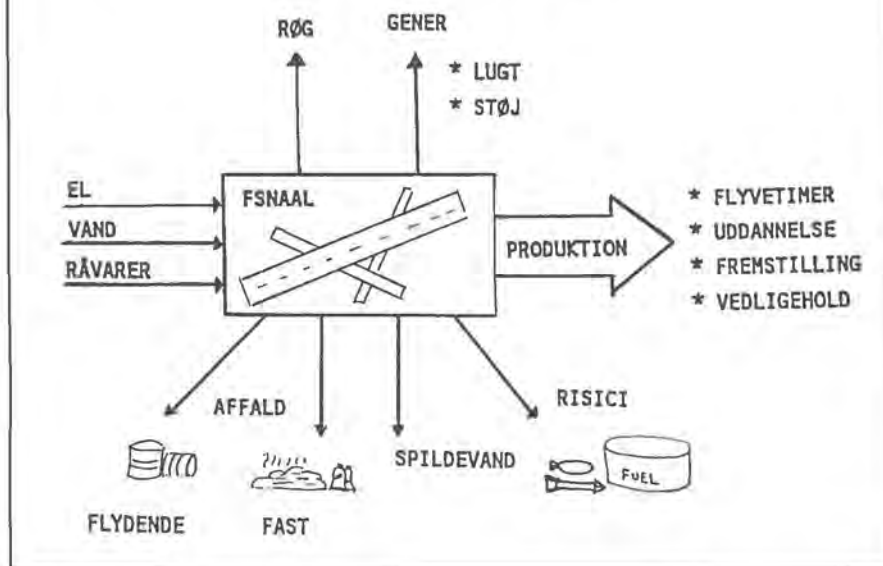 RØG
GENER
* LUGT
* STØJ
EL
VAND
RÅVARER
FSNAAL
PRODUKTION
* FLYVETIMER
* UDDANNELSE
* FREMSTILLING
* VEDLIGEHOLD
AFFALD
RISICI
SPILDEVAND
FUEL
FLYDENDE
FAST